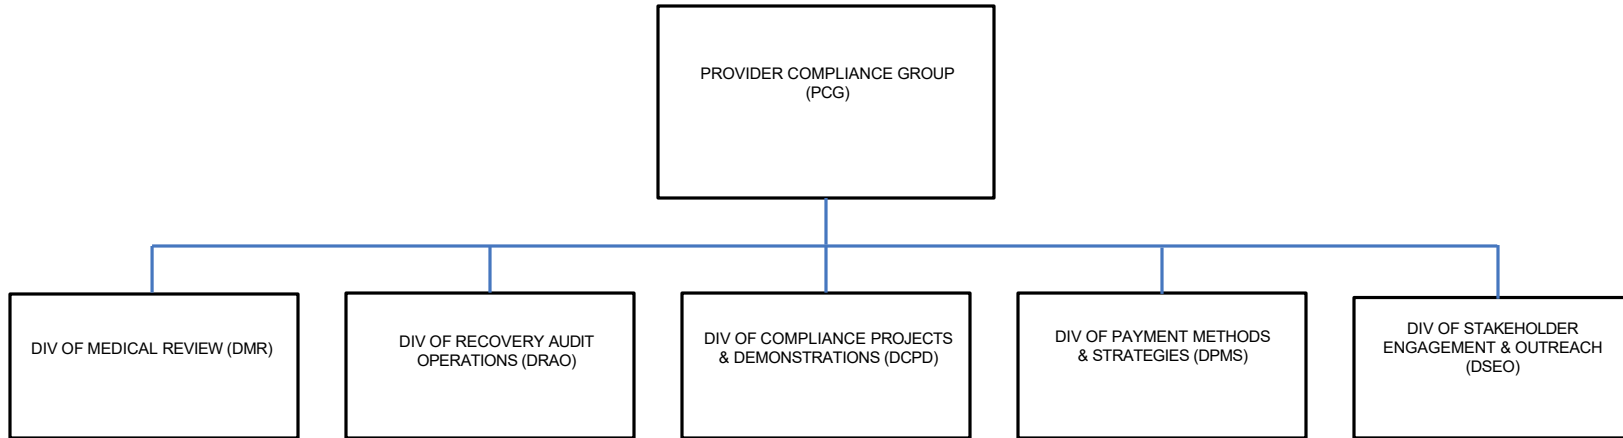 PROVIDER COMPLIANCE GROUP
(PCG)
DIV OF MEDICAL REVIEW (DMR)
DIV OF RECOVERY AUDIT
OPERATIONS (DRAO)
DIV OF COMPLIANCE PROJECTS
& DEMONSTRATIONS (DCPD)
DIV OF PAYMENT METHODS
& STRATEGIES (DPMS)
DIV OF STAKEHOLDER
ENGAGEMENT & OUTREACH
(DSEO)